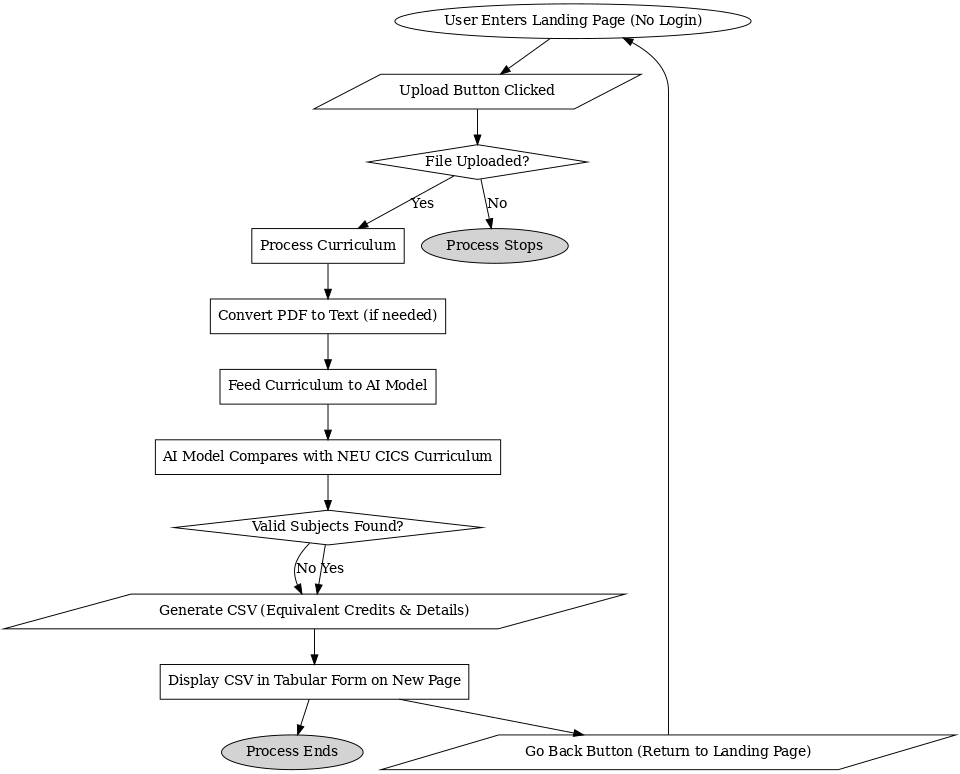 User Enters Landing Page (No Login)
Upload Button Clicked
File Uploaded?
Yes
No
Process Curriculum
Process Stops
Convert PDF to Text (if needed)
Feed Curriculum to AI Model
AI Model Compares with NEU CICS Curriculum
Valid Subjects Found?
No
Yes
Generate CSV (Equivalent Credits & Details)
Display CSV in Tabular Form on New Page
Process Ends
Go Back Button (Return to Landing Page)